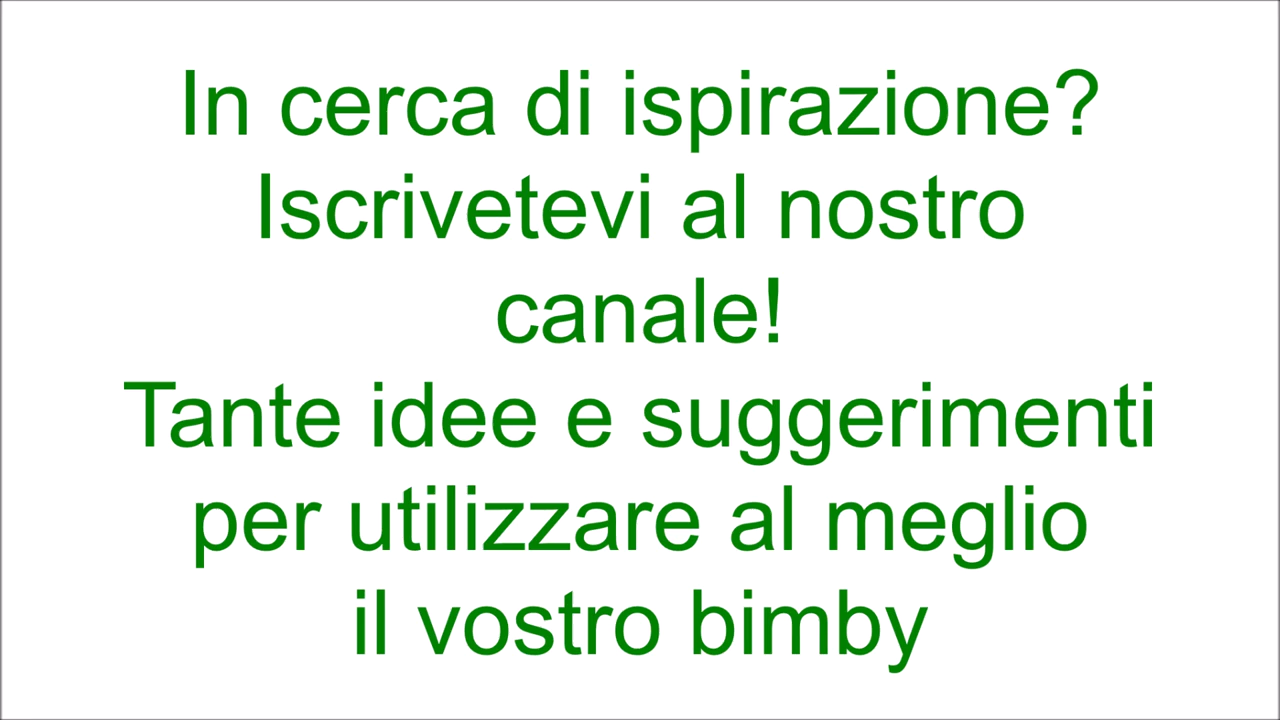 In cerca di ispirazione?
Iscrivetevi al nostro
canale!
Tante idee e suggerimenti
per utilizzare al meglio
il vostro bimby